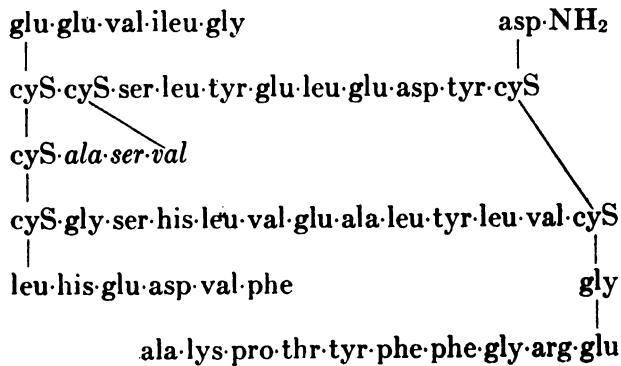 glu·glu·val·ileu·gly asp·NH₂
cyS·cyS·ser·leu·tyr·glu·leu·glu·asp·tyr·cyS
cyS·ala·ser·val
cyS·gly·ser·his·leu·val·glu·ala·leu·tyr·leu·val·cyS
leu·his·glu·asp·val·phe gly
ala·lys·pro·thr·tyr·phe·phe·gly·arg·glu